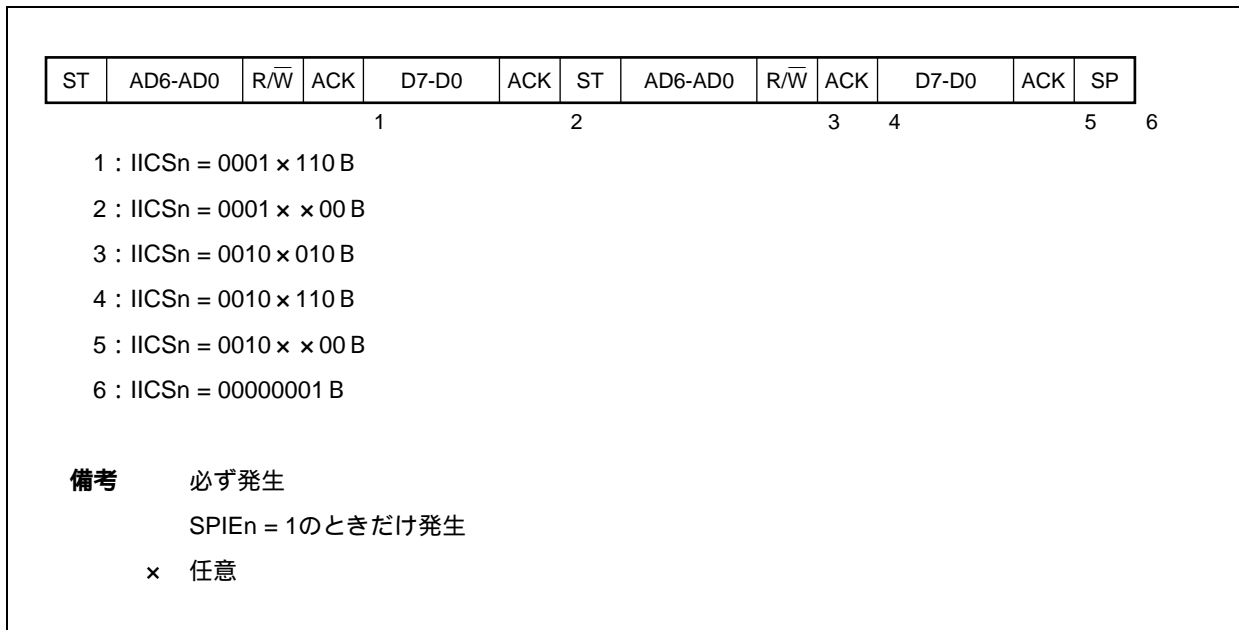 ST AD6-AD0 R/W̅ ACK D7-D0 ACK ST AD6-AD0 R/W̅ ACK D7-D0 ACK SP
1 2 3 4 5 6
1 : IICSn = 0001×110 B
2 : IICSn = 0001××00 B
3 : IICSn = 0010×010 B
4 : IICSn = 0010×110 B
5 : IICSn = 0010××00 B
6 : IICSn = 00000001 B
備考 必ず発生
SPIEn = 1のときだけ発生
× 任意